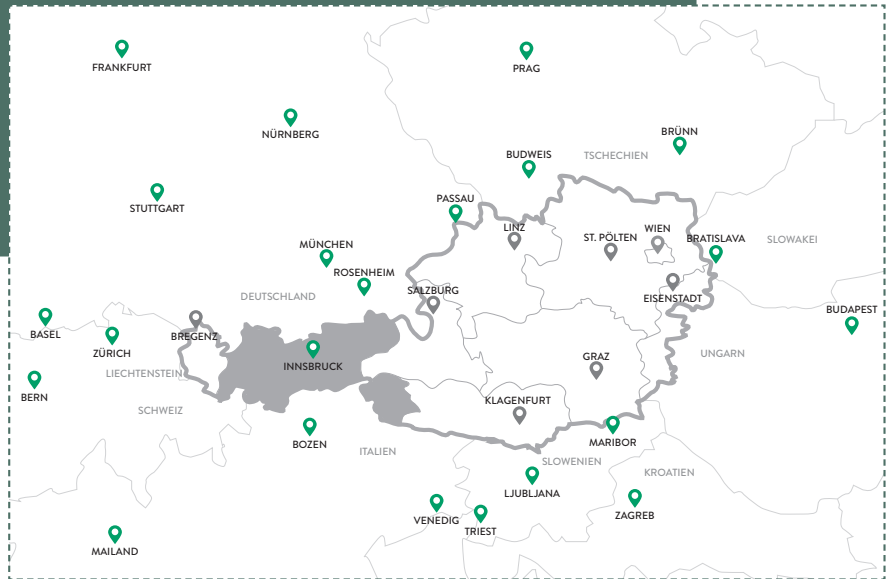 FRANKFURT
PRAG
NÜRNBERG
BRÜNN
BUDWEIS
TSCHECHIEN
STUTTGART
PASSAU
LINZ
ST. PÖLTEN
WIEN
BRATISLAVA
SLOWAKEI
MÜNCHEN
ROSENHEIM
DEUTSCHLAND
SALZBURG
EISENSTADT
BUDAPEST
BASEL
BREGENZ
ZÜRICH
UNGARN
GRAZ
INNSBRUCK
LIECHTENSTEIN
BERN
KLAGENFURT
SCHWEIZ
BOZEN
MARIBOR
ITALIEN
SLOWENIEN
KROATIEN
LJUBLJANA
VENEDIG
ZAGREB
TRIEST
MAILAND